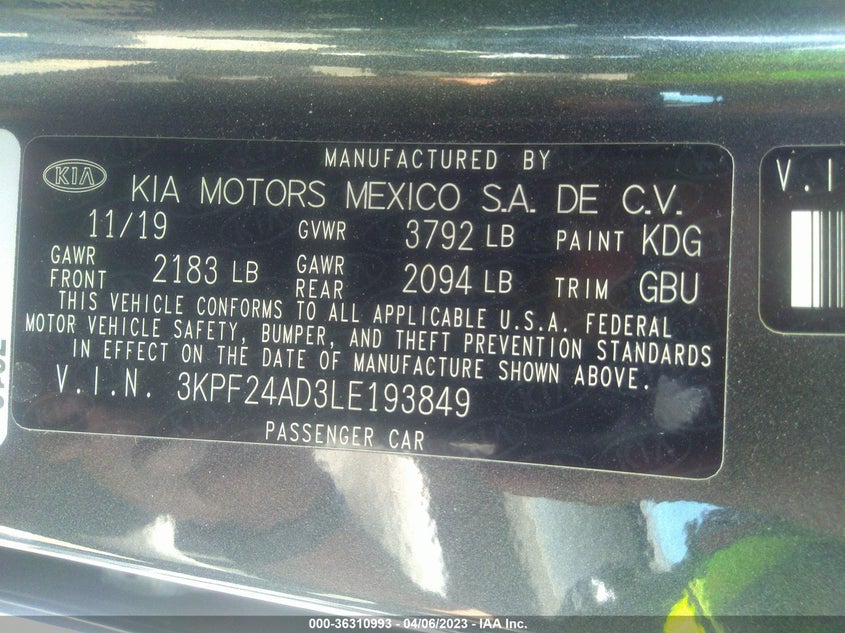 MANUFACTURED BY
KIA KIA MOTORS MEXICO S.A. DE C.V.
11/19 GVWR 3792 LB PAINT KDG
GAWR FRONT 2183 LB GAWR REAR 2094 LB TRIM GBU
THIS VEHICLE CONFORMS TO ALL APPLICABLE U.S.A. FEDERAL
MOTOR VEHICLE SAFETY, BUMPER, AND THEFT PREVENTION STANDARDS
IN EFFECT ON THE DATE OF MANUFACTURE SHOWN ABOVE.
V.I.N. 3KPF24AD3LE193849
PASSENGER CAR
V.I
000-36310993 - 04/06/2023 - IAA Inc.